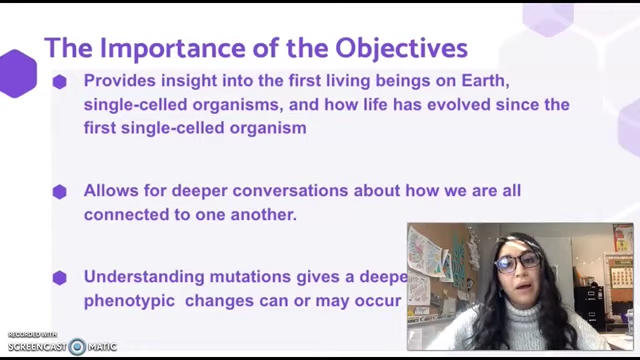 The Importance of the Objectives
Provides insight into the first living beings on Earth,
single-celled organisms, and how life has evolved since the
first single-celled organism
Allows for deeper conversations about how we are all
connected to one another.
Understanding mutations gives a deepe
phenotypic changes can or may occur
RECORDED WITH
SCREENCAST MATIC